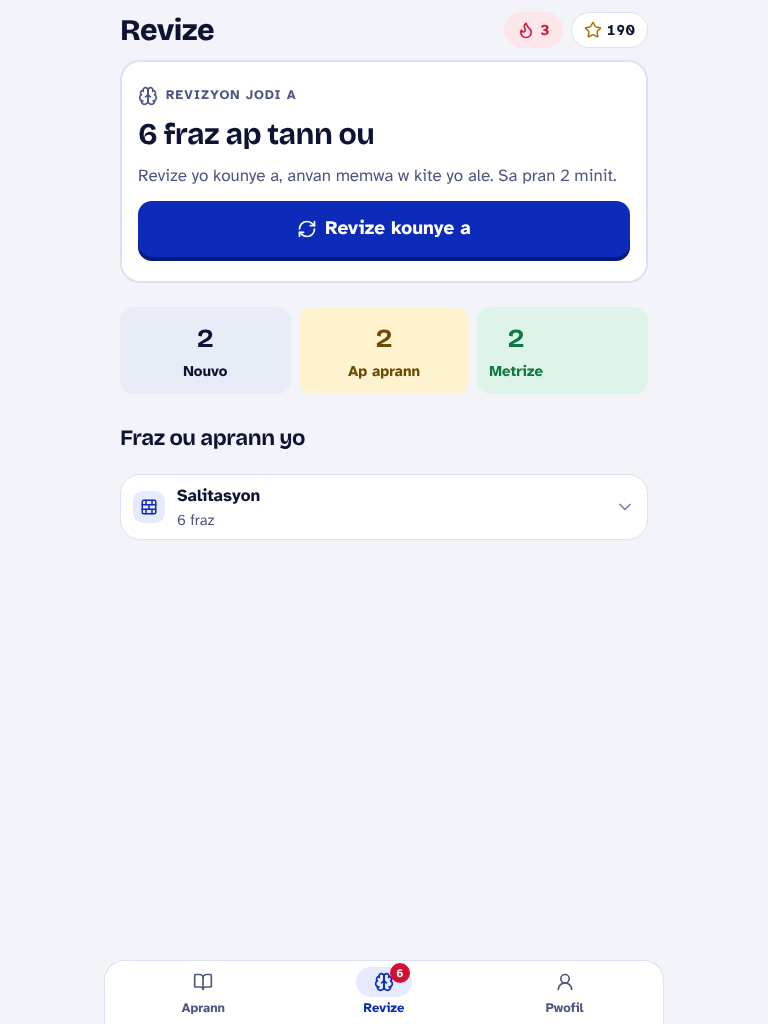 Revize
3
190
REVIZYON JODI A
6 fraz ap tann ou
Revize yo kounye a, anvan memwa w kite yo ale. Sa pran 2 minit.
Revize kounye a
2
Nouvo
2
Ap aprann
2
Metrize
Fraz ou aprann yo
Salitasyon
6 fraz
6
Aprann
Revize
Pwofil